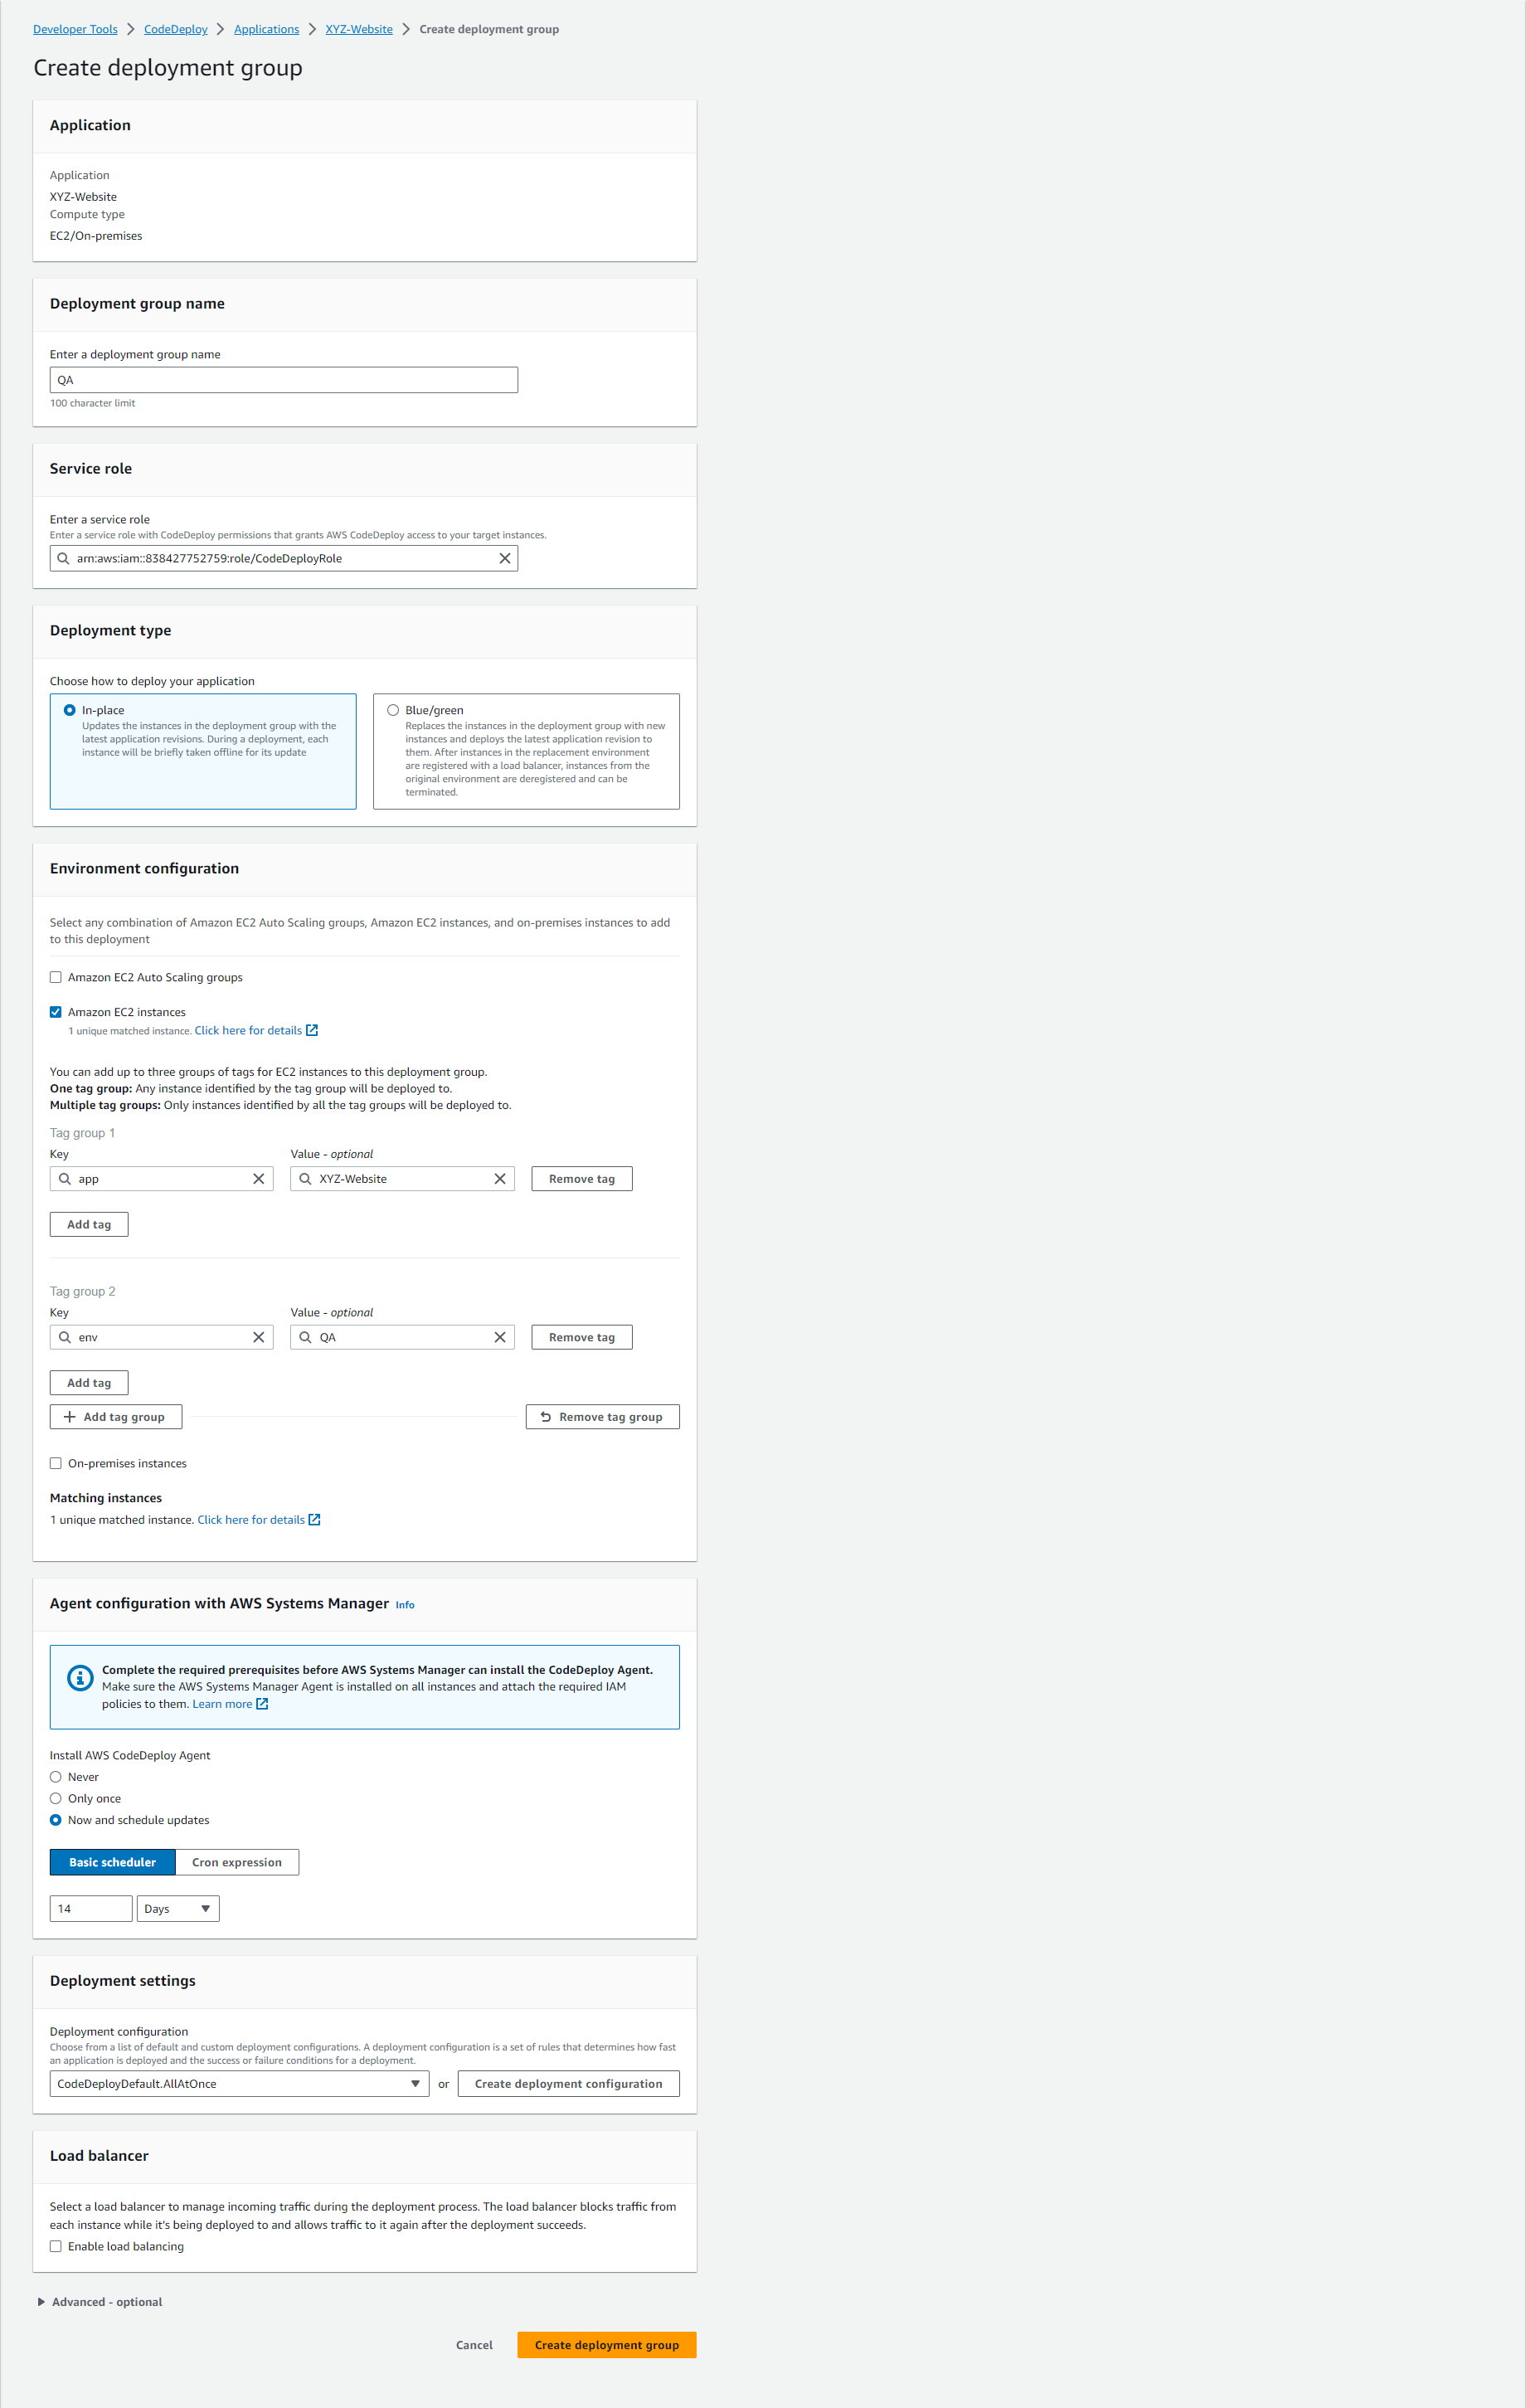 Developer Tools > CodeDeploy > Applications > XYZ-Website > Create deployment group
Create deployment group
Application
Application
XYZ-Website
Compute type
EC2/On-premises
Deployment group name
Enter a deployment group name
QA
100 character limit
Service role
Enter a service role
Enter a service role with CodeDeploy permissions that grants AWS CodeDeploy access to your target instances.
arn:aws:iam::838427752759:role/CodeDeployRole
Deployment type
Choose how to deploy your application
In-place
Updates the instances in the deployment group with the
latest application revisions. During a deployment, each
instance will be briefly taken offline for its update
Blue/green
Replaces the instances in the deployment group with new
instances and deploys the latest application revision to
them. After instances in the replacement environment
are registered with a load balancer, instances from the
original environment are deregistered and can be
terminated.
Environment configuration
Select any combination of Amazon EC2 Auto Scaling groups, Amazon EC2 instances, and on-premises instances to add
to this deployment
Amazon EC2 Auto Scaling groups
Amazon EC2 instances
1 unique matched instance. Click here for details
You can add up to three groups of tags for EC2 instances to this deployment group.
One tag group: Any instance identified by the tag group will be deployed to.
Multiple tag groups: Only instances identified by all the tag groups will be deployed to.
Tag group 1
Key Value - optional
app XYZ-Website Remove tag
Add tag
Tag group 2
Key Value - optional
env QA Remove tag
Add tag
Add tag group Remove tag group
On-premises instances
Matching instances
1 unique matched instance. Click here for details
Agent configuration with AWS Systems Manager Info
Complete the required prerequisites before AWS Systems Manager can install the CodeDeploy Agent.
Make sure the AWS Systems Manager Agent is installed on all instances and attach the required IAM
policies to them. Learn more
Install AWS CodeDeploy Agent
Never
Only once
Now and schedule updates
Basic scheduler Cron expression
14 Days
Deployment settings
Deployment configuration
Choose from a list of default and custom deployment configurations. A deployment configuration is a set of rules that determines how fast
an application is deployed and the success or failure conditions for a deployment.
CodeDeployDefault.AllAtOnce or Create deployment configuration
Load balancer
Select a load balancer to manage incoming traffic during the deployment process. The load balancer blocks traffic from
each instance while it's being deployed to and allows traffic to it again after the deployment succeeds.
Enable load balancing
Advanced - optional
Cancel Create deployment group